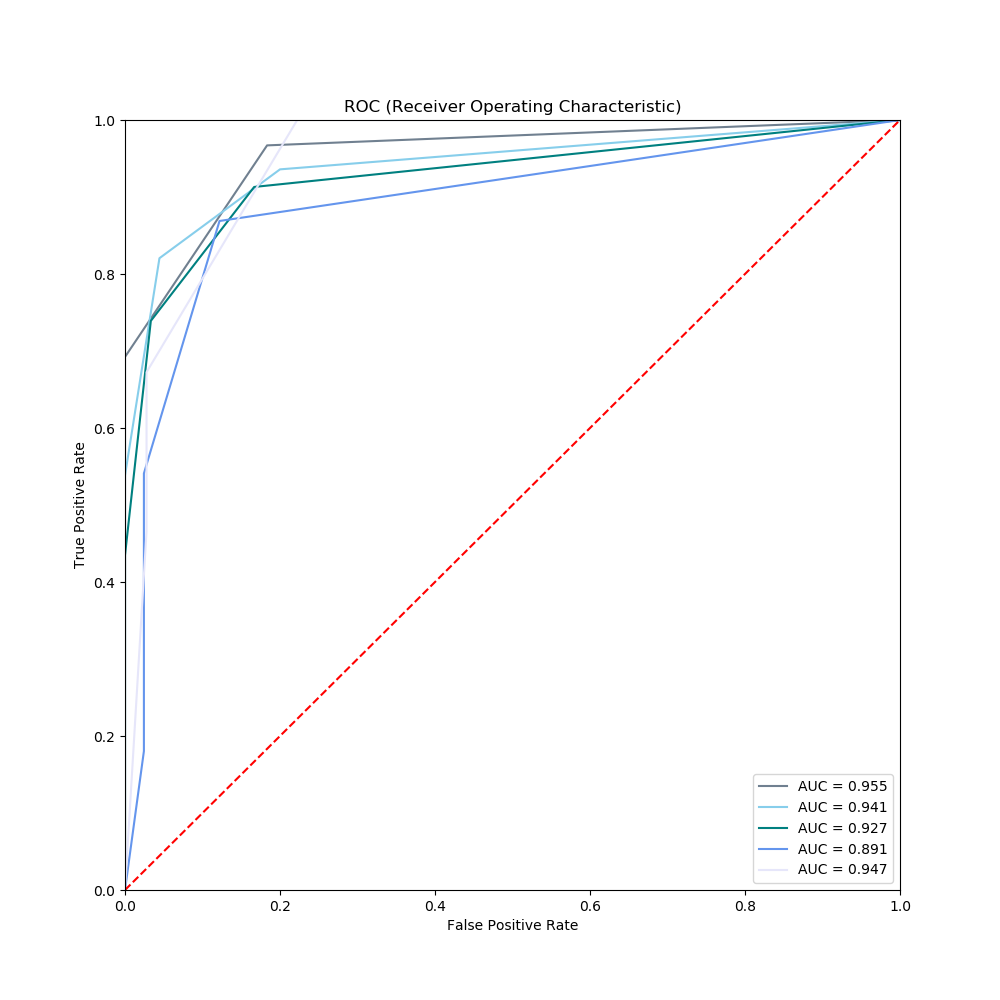 ROC (Receiver Operating Characteristic)
1.0
0.8
0.6
0.4
0.2
0.0
True Positive Rate
0.0 0.2 0.4 0.6 0.8 1.0
False Positive Rate
AUC = 0.955
AUC = 0.941
AUC = 0.927
AUC = 0.891
AUC = 0.947